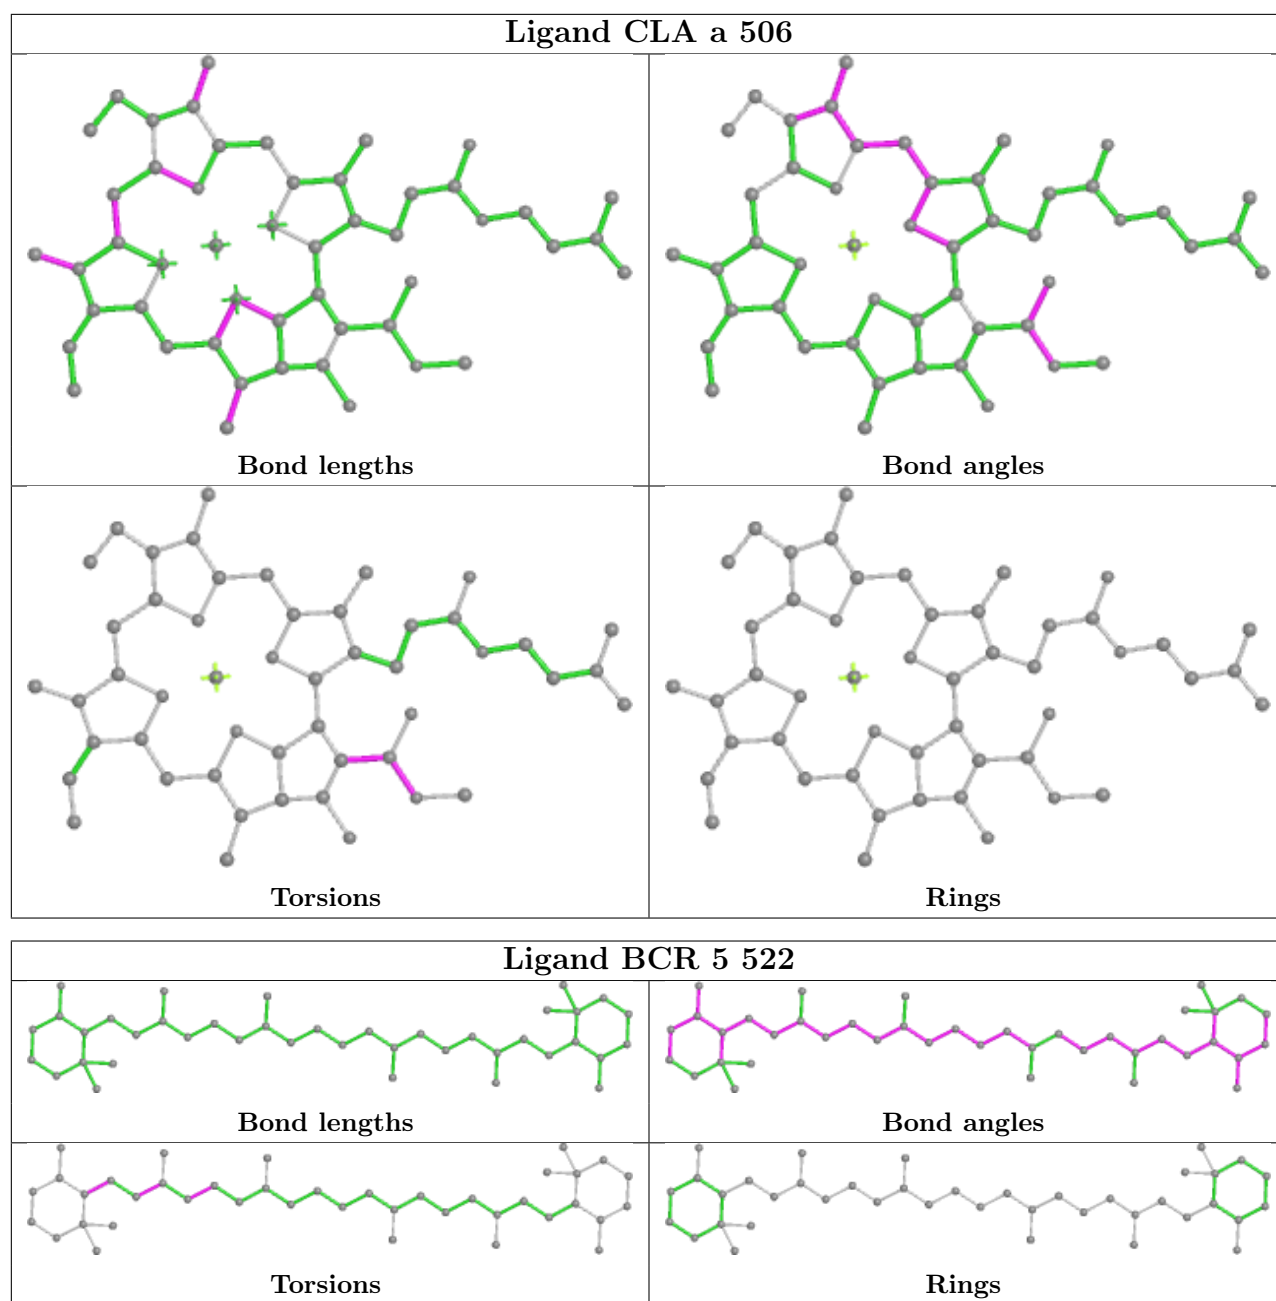 Ligand CLA a 506
Bond lengths
Bond angles
Torsions
Rings
Ligand BCR 5 522
Bond lengths
Bond angles
Torsions
Rings